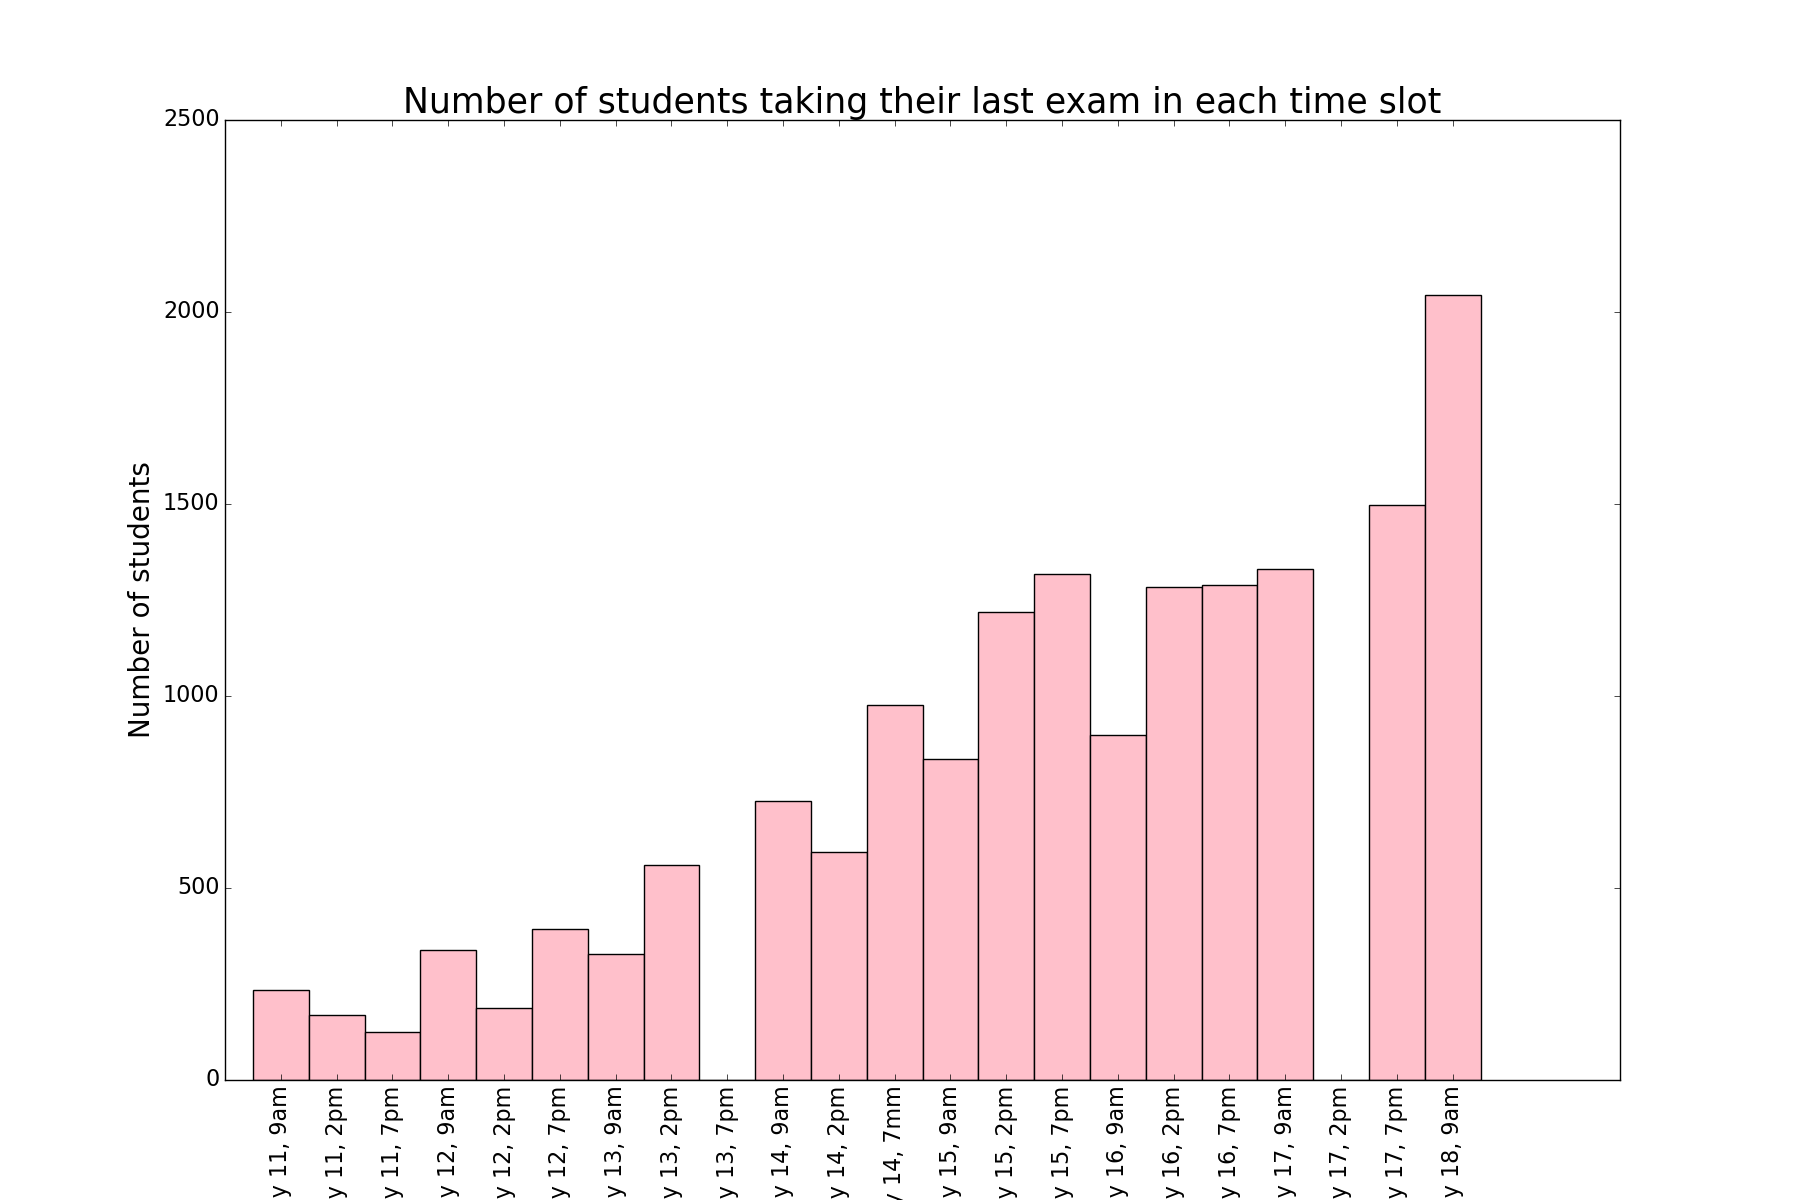 Number of students taking their last exam in each time slot
2500
2000
1500
1000
500
0
Number of students
y 11, 9am
y 11, 2pm
y 11, 7pm
y 12, 9am
y 12, 2pm
y 12, 7pm
y 13, 9am
y 13, 2pm
y 13, 7pm
y 14, 9am
y 14, 2pm
y 14, 7mm
y 15, 9am
y 15, 2pm
y 15, 7pm
y 16, 9am
y 16, 2pm
y 16, 7pm
y 17, 9am
y 17, 2pm
y 17, 7pm
y 18, 9am